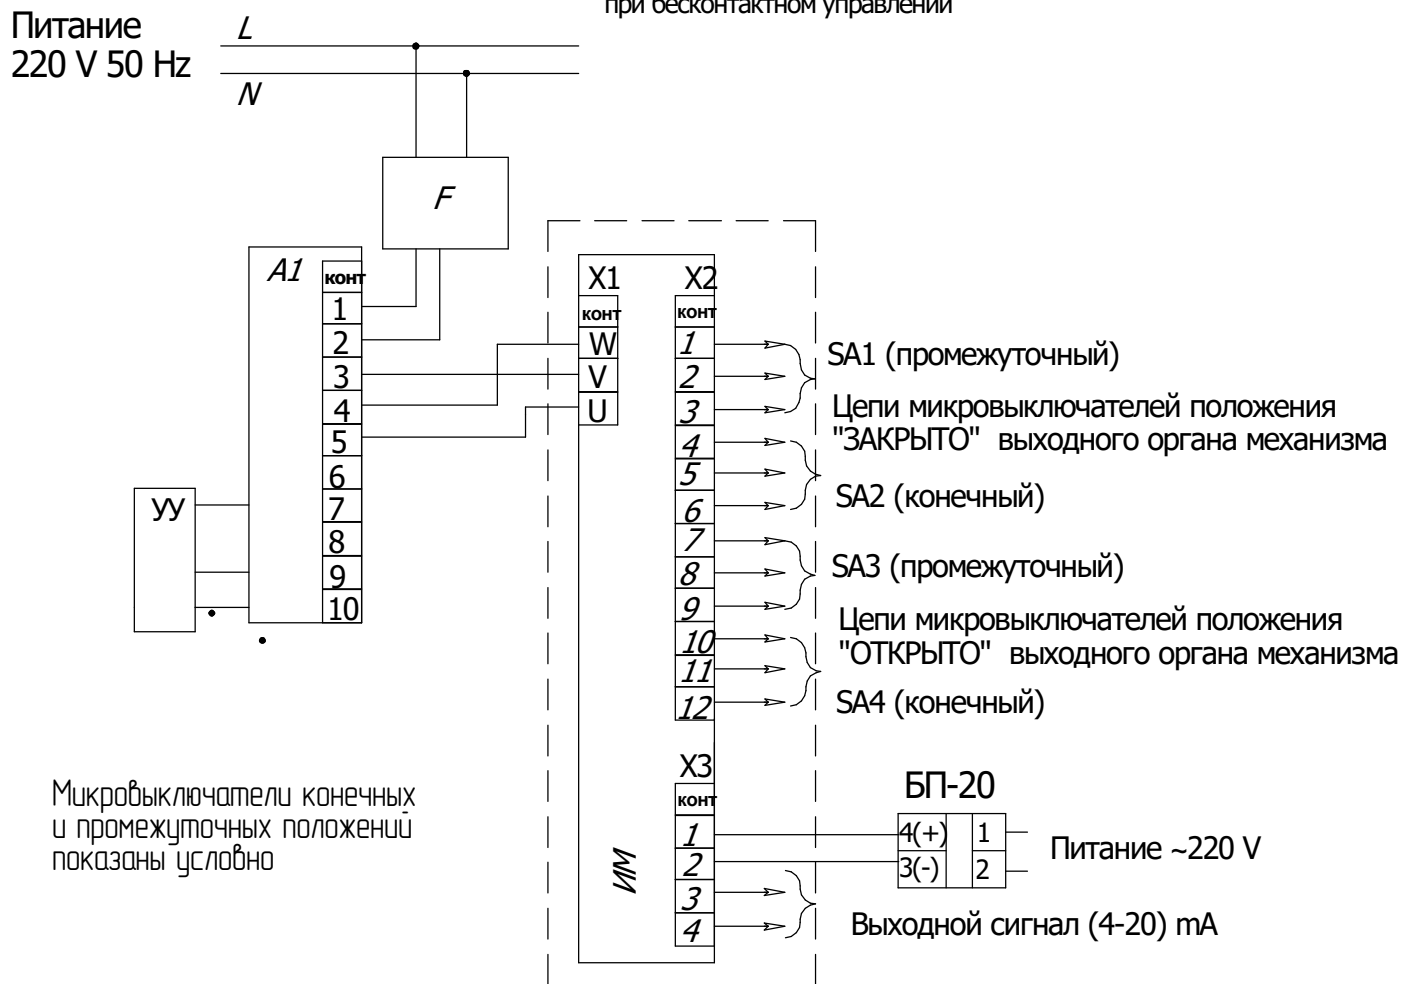 при бесконтактном управлении
Питание
220 V 50 Hz
L
N
F
A1
конт
1
2
3
4
5
6
7
8
9
10
УУ
X1
конт
W
V
U
X2
конт
1
2
3
4
5
6
7
8
9
10
11
12
SA1 (промежуточный)
Цепи микровыключателей положения
"ЗАКРЫТО" выходного органа механизма
SA2 (конечный)
SA3 (промежуточный)
Цепи микровыключателей положения
"ОТКРЫТО" выходного органа механизма
SA4 (конечный)
X3
конт
1
2
3
4
ИМ
БП-20
4(+)
1
3(-)
2
Питание ~220 V
Выходной сигнал (4-20) mA
Микровыключатели конечных
и промежуточных положений
показаны условно